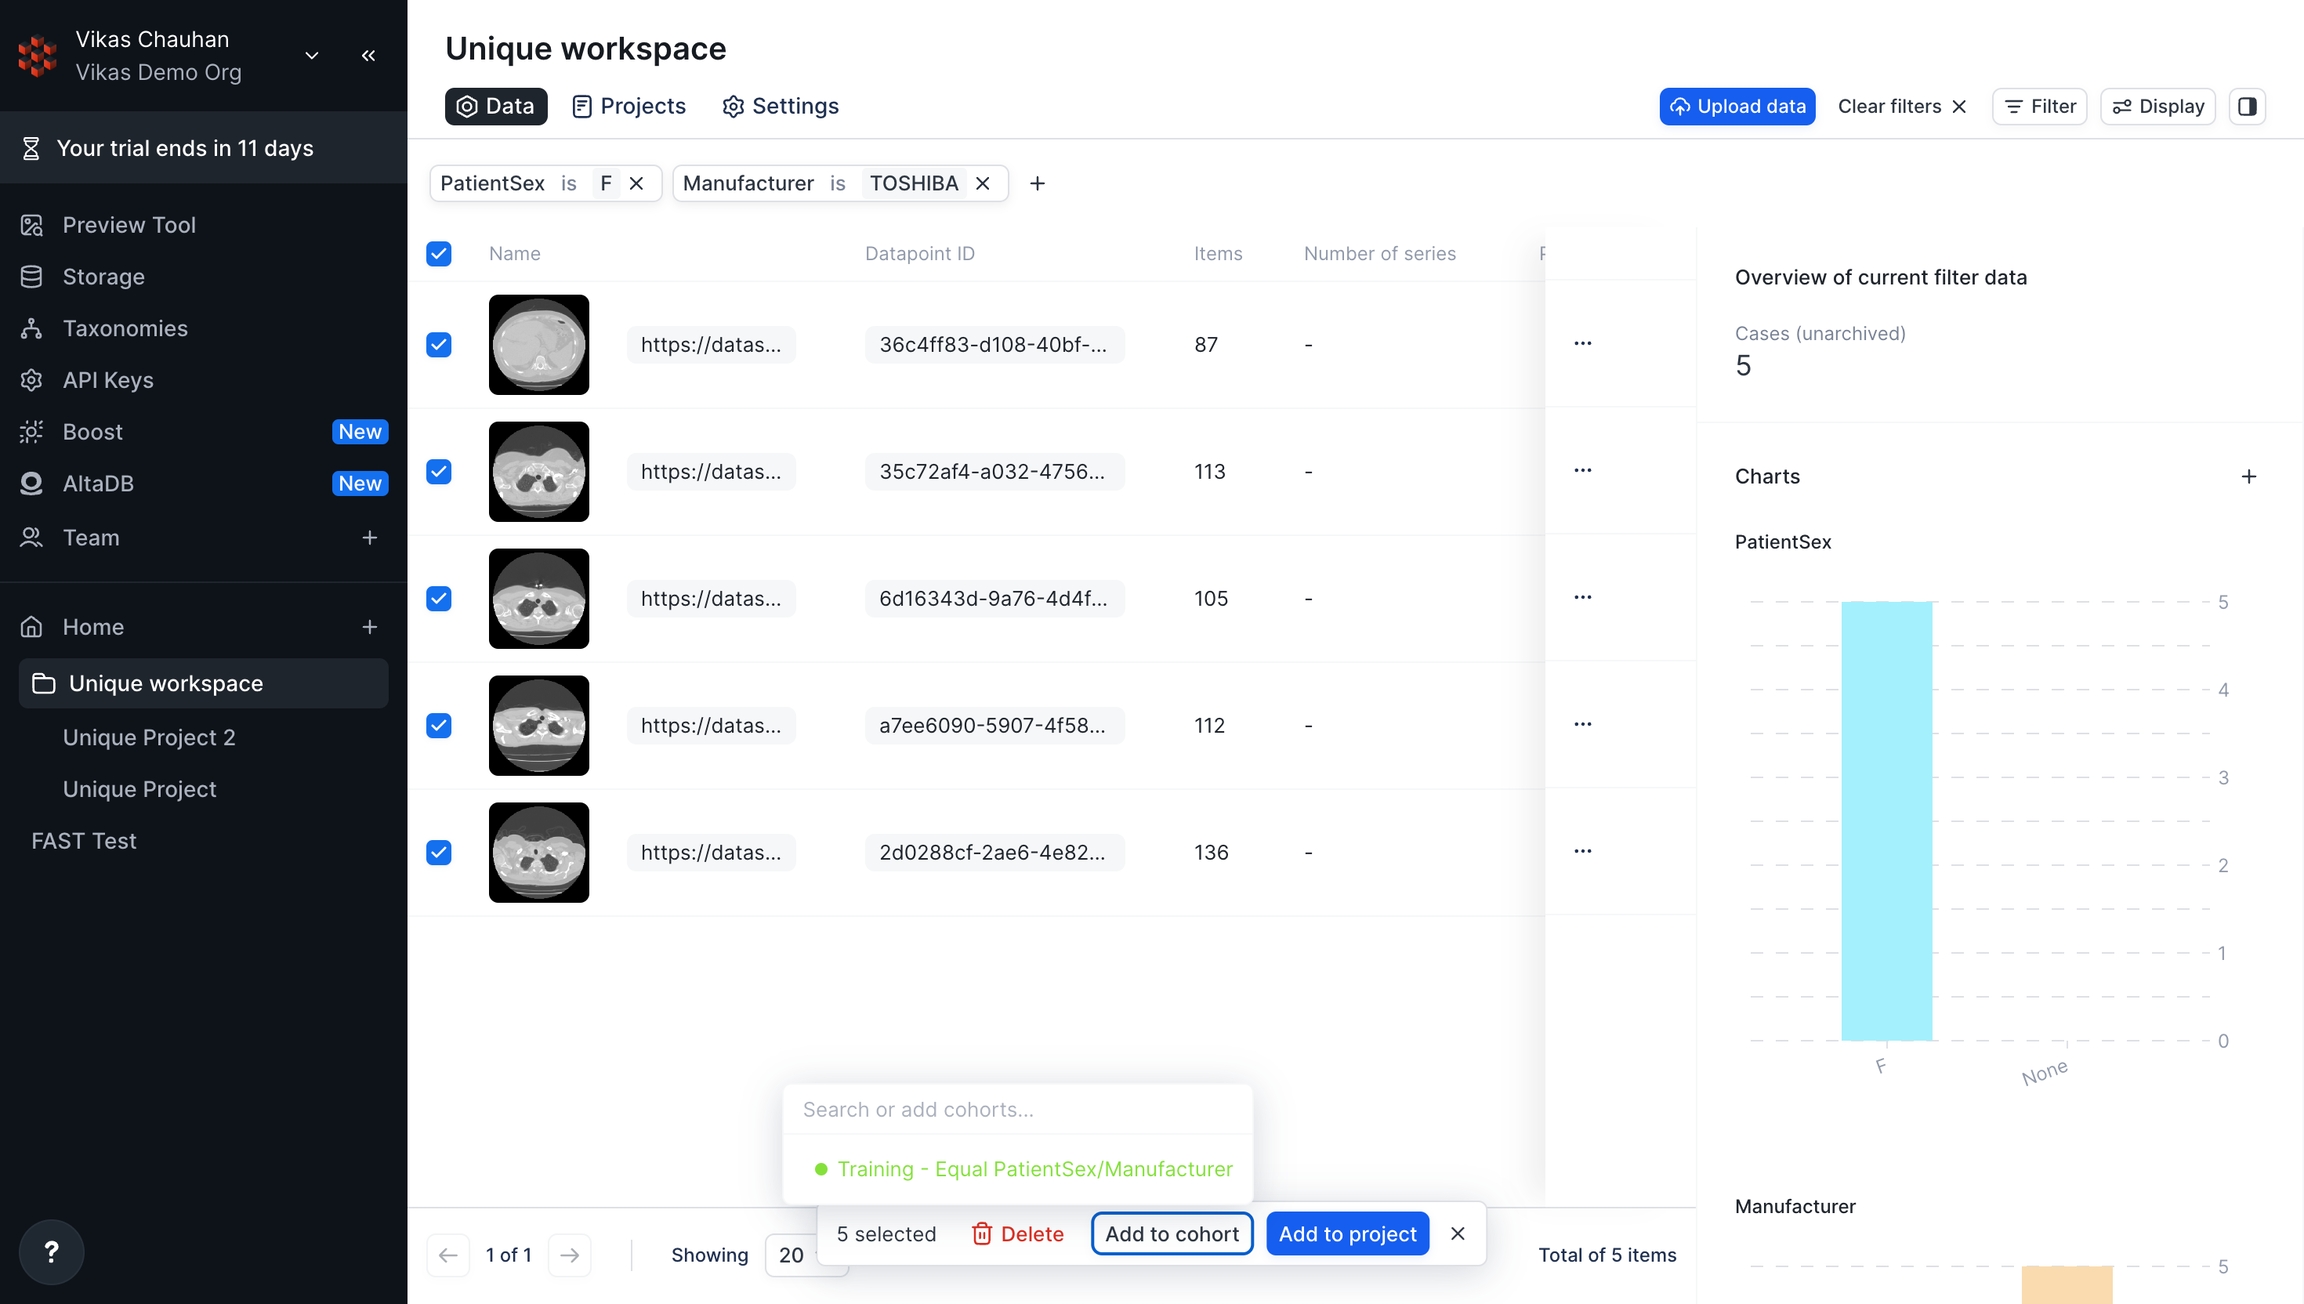 Vikas Chauhan
Vikas Demo Org
Your trial ends in 11 days
Preview Tool
Storage
Taxonomies
API Keys
Boost New
AltaDB New
Team
Home
Unique workspace
Unique Project 2
Unique Project
FAST Test
?
Unique workspace
Data Projects Settings
Upload data Clear filters Filter Display
PatientSex is F Manufacturer is TOSHIBA
Name Datapoint ID Items Number of series
https://datas... 36c4ff83-d108-40bf-... 87 -
https://datas... 35c72af4-a032-4756... 113 -
https://datas... 6d16343d-9a76-4d4f... 105 -
https://datas... a7ee6090-5907-4f58... 112 -
https://datas... 2d0288cf-2ae6-4e82... 136 -
Search or add cohorts...
Training - Equal PatientSex/Manufacturer
5 selected Delete Add to cohort Add to project
1 of 1 Showing 20 Total of 5 items
Overview of current filter data
Cases (unarchived)
5
Charts
PatientSex
5
4
3
2
1
0
F None
Manufacturer
5